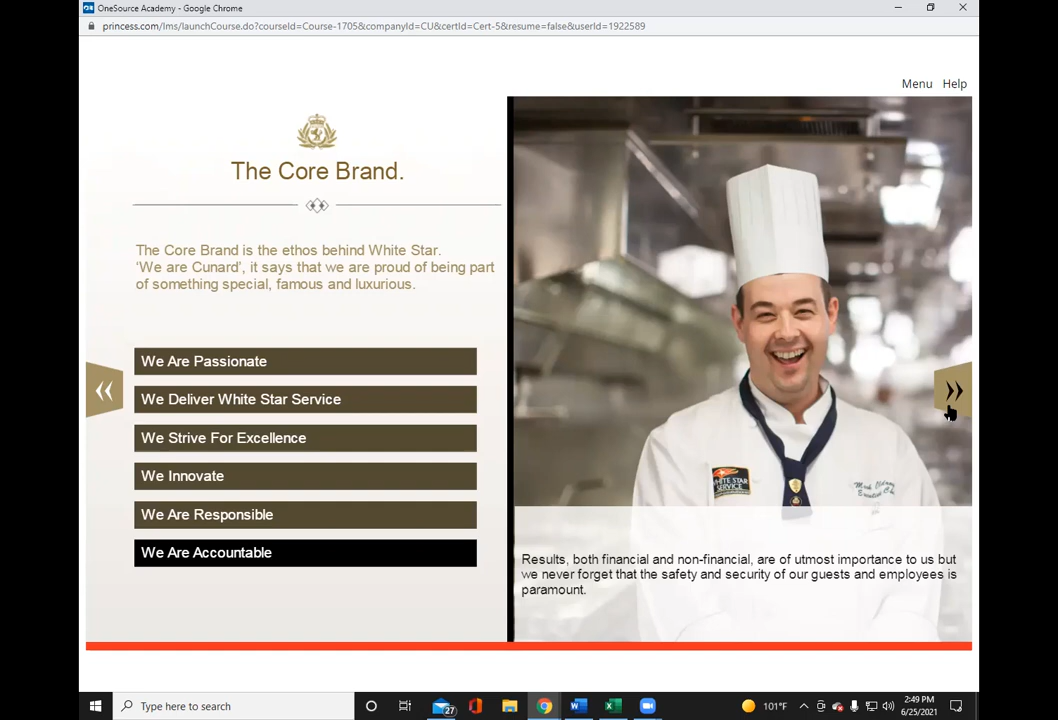 OneSource Academy - Google Chrome
princess.com/lms/launchCourse.do?courseId=Course-1705&companyId=CU&certId=Cert-5&resume=false&userId=1922589
Menu Help
The Core Brand.
The Core Brand is the ethos behind White Star.
‘We are Cunard’, it says that we are proud of being part
of something special, famous and luxurious.
We Are Passionate
We Deliver White Star Service
We Strive For Excellence
We Innovate
We Are Responsible
We Are Accountable
WHITE STAR
SERVICE
Results, both financial and non-financial, are of utmost importance to us but
we never forget that the safety and security of our guests and employees is
paramount.
Type here to search
27
101°F
2:49 PM
6/25/2021